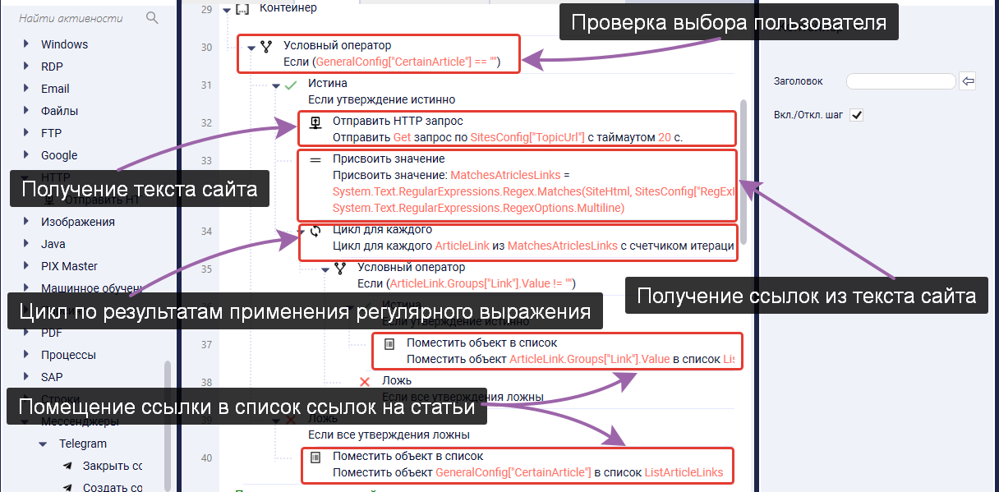 Найти активности
Windows
RDP
Email
Файлы
FTP
Google
HTTP
Отправить HT
Изображения
Java
PIX Master
Машинное обучен
PDF
Процессы
SAP
Строки
Мессенджеры
Telegram
Закрыть сс
Создать со
29
Контейнер
30
Условный оператор
Если (GeneralConfig["CertainArticle"] == "")
31
Истина
Если утверждение истинно
32
Отправить HTTP запрос
Отправить Get запрос по SitesConfig["TopicUrl"] с таймаутом 20 с.
33
Присвоить значение
Присвоить значение: MatchesAtriclesLinks =
System.Text.RegularExpressions.Regex.Matches(SiteHtml, SitesConfig["RegEx
System.Text.RegularExpressions.RegexOptions.Multiline)
34
Цикл для каждого
Цикл для каждого ArticleLink из MatchesAtriclesLinks с счетчиком итераци
35
Условный оператор
Если (ArticleLink.Groups["Link"].Value != "")
Истина
Если утверждение истинно
37
Поместить объект в список
Поместить объект ArticleLink.Groups["Link"].Value в список Lis
38
Ложь
Если все утверждения ложны
39
Ложь
Если все утверждения ложны
40
Поместить объект в список
Поместить объект GeneralConfig["CertainArticle"] в список ListArticleLinks
Заголовок
Вкл./Откл. шаг
Проверка выбора пользователя
Получение текста сайта
Получение ссылок из текста сайта
Цикл по результатам применения регулярного выражения
Помещение ссылки в список ссылок на статьи